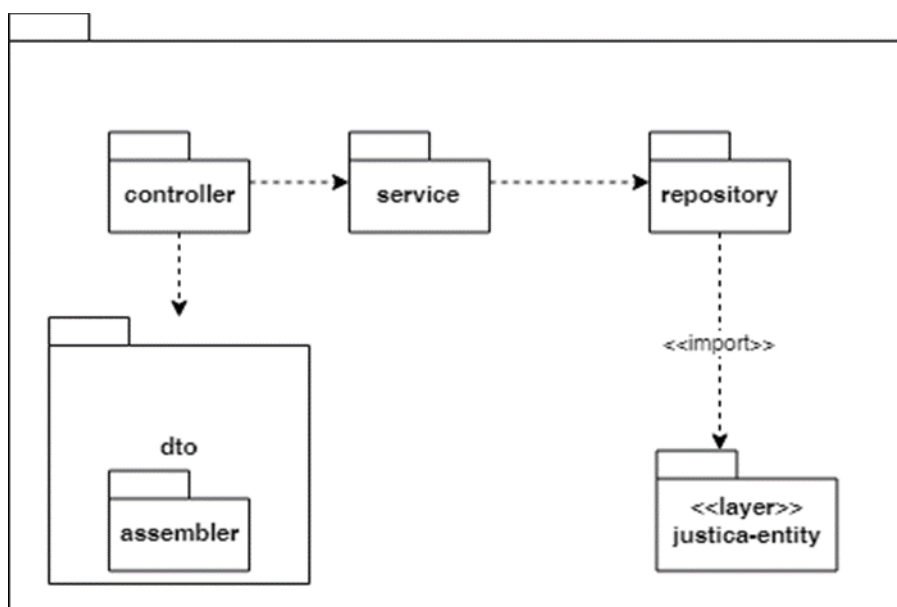 controller
service
repository
<<import>>
dto
assembler
<<layer>>
justica-entity